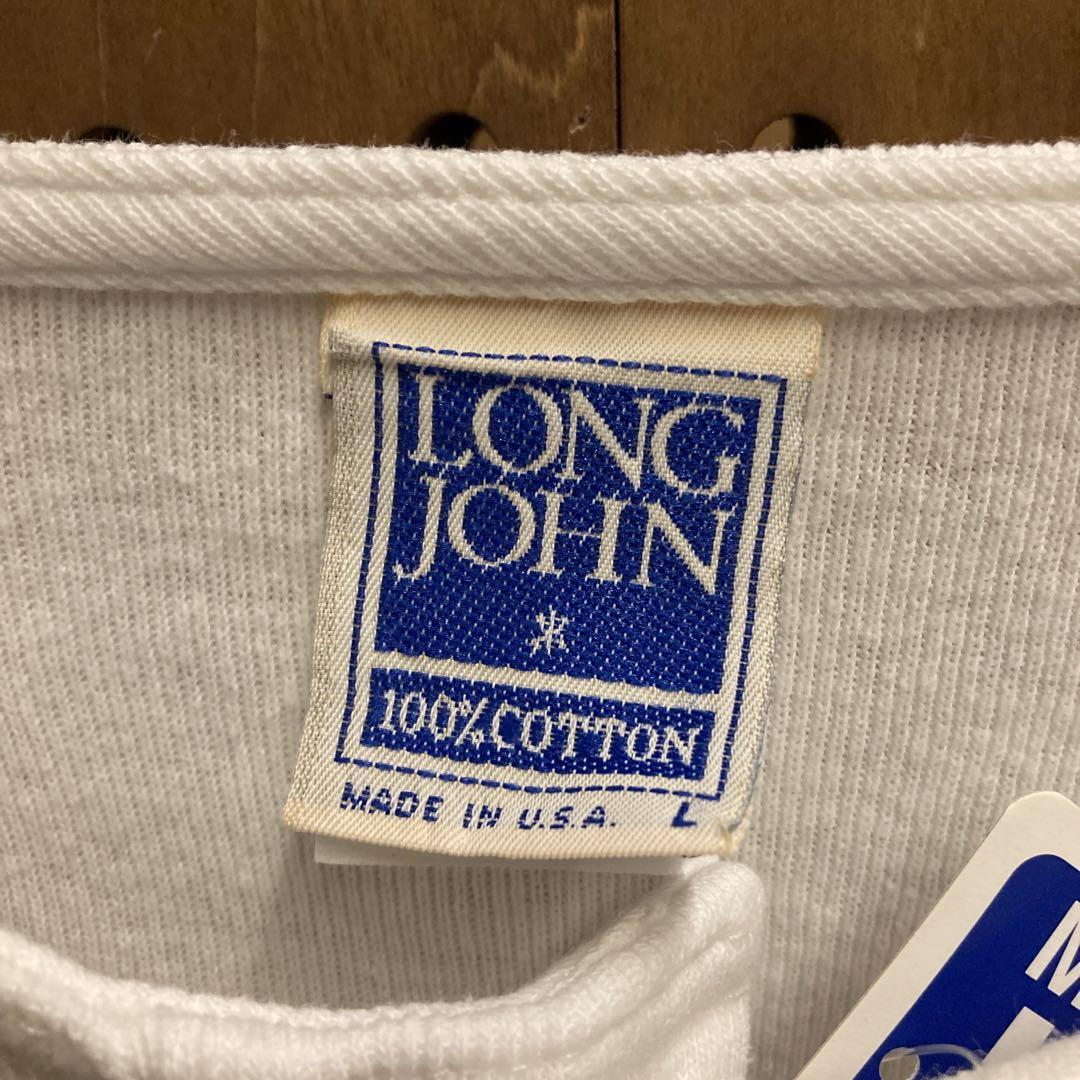 LONG
JOHN
100% COTTON
MADE IN U.S.A. L
M